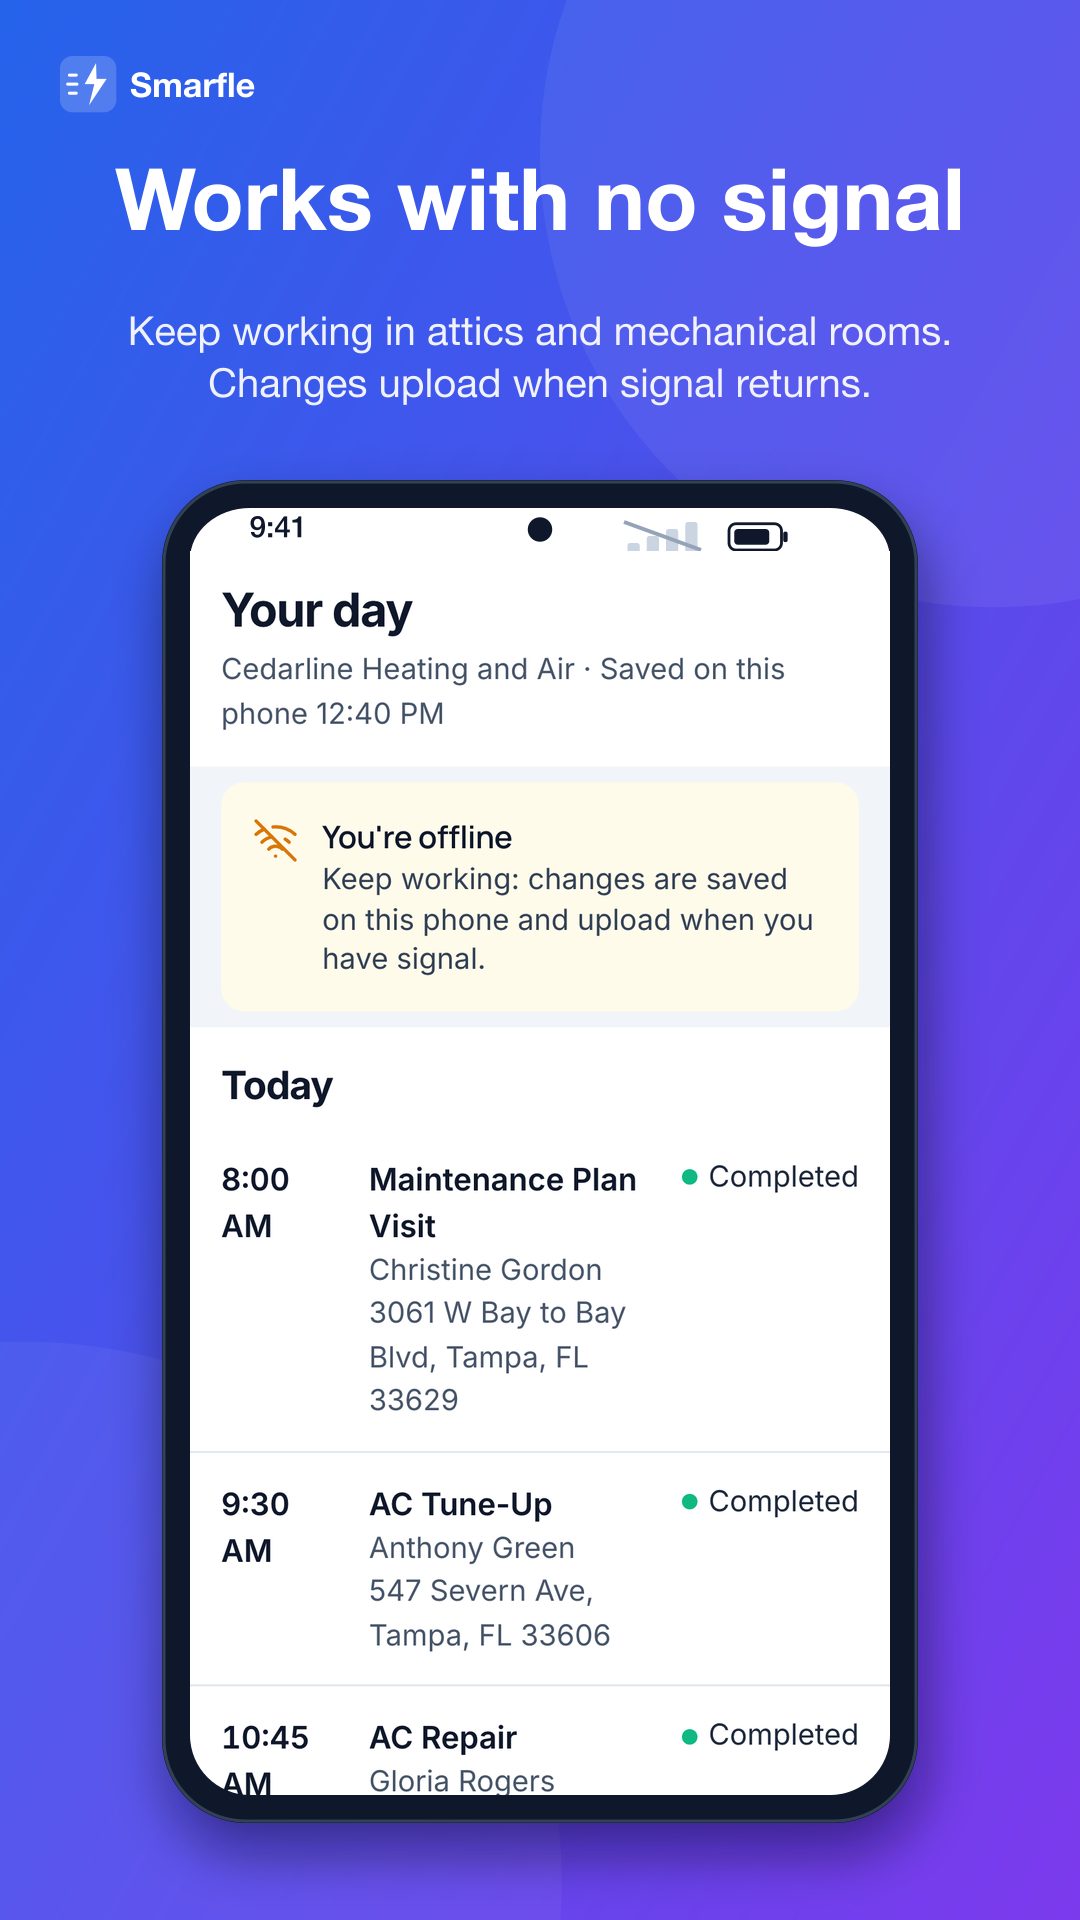 Smarfle
Works with no signal
Keep working in attics and mechanical rooms.
Changes upload when signal returns.
9:41
Your day
Cedarline Heating and Air · Saved on this
phone 12:40 PM
You're offline
Keep working: changes are saved
on this phone and upload when you
have signal.
Today
8:00
AM
Maintenance Plan
Visit
Christine Gordon
3061 W Bay to Bay
Blvd, Tampa, FL
33629
Completed
9:30
AM
AC Tune-Up
Anthony Green
547 Severn Ave,
Tampa, FL 33606
Completed
10:45
AM
AC Repair
Gloria Rogers
Completed